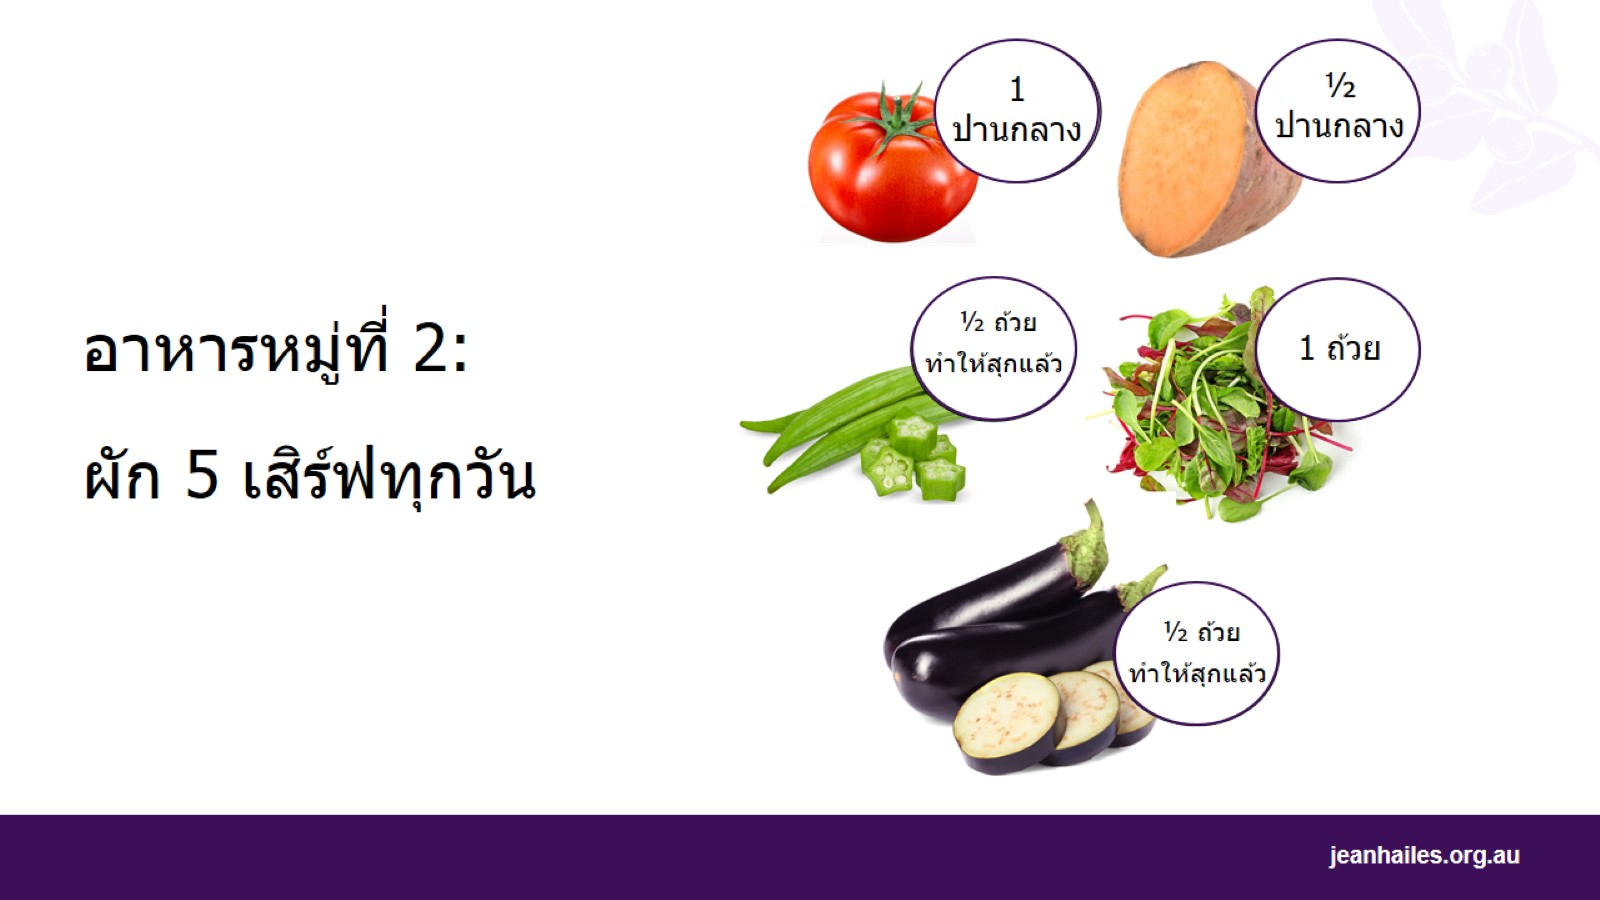 อาหารหมู่ที่ 2:
ผัก 5 เสิร์ฟทุกวัน
1
ปานกลาง
½
ปานกลาง
½ ถ้วย
ทำให้สุกแล้ว
1 ถ้วย
½ ถ้วย
ทำให้สุกแล้ว
jeanhailes.org.au